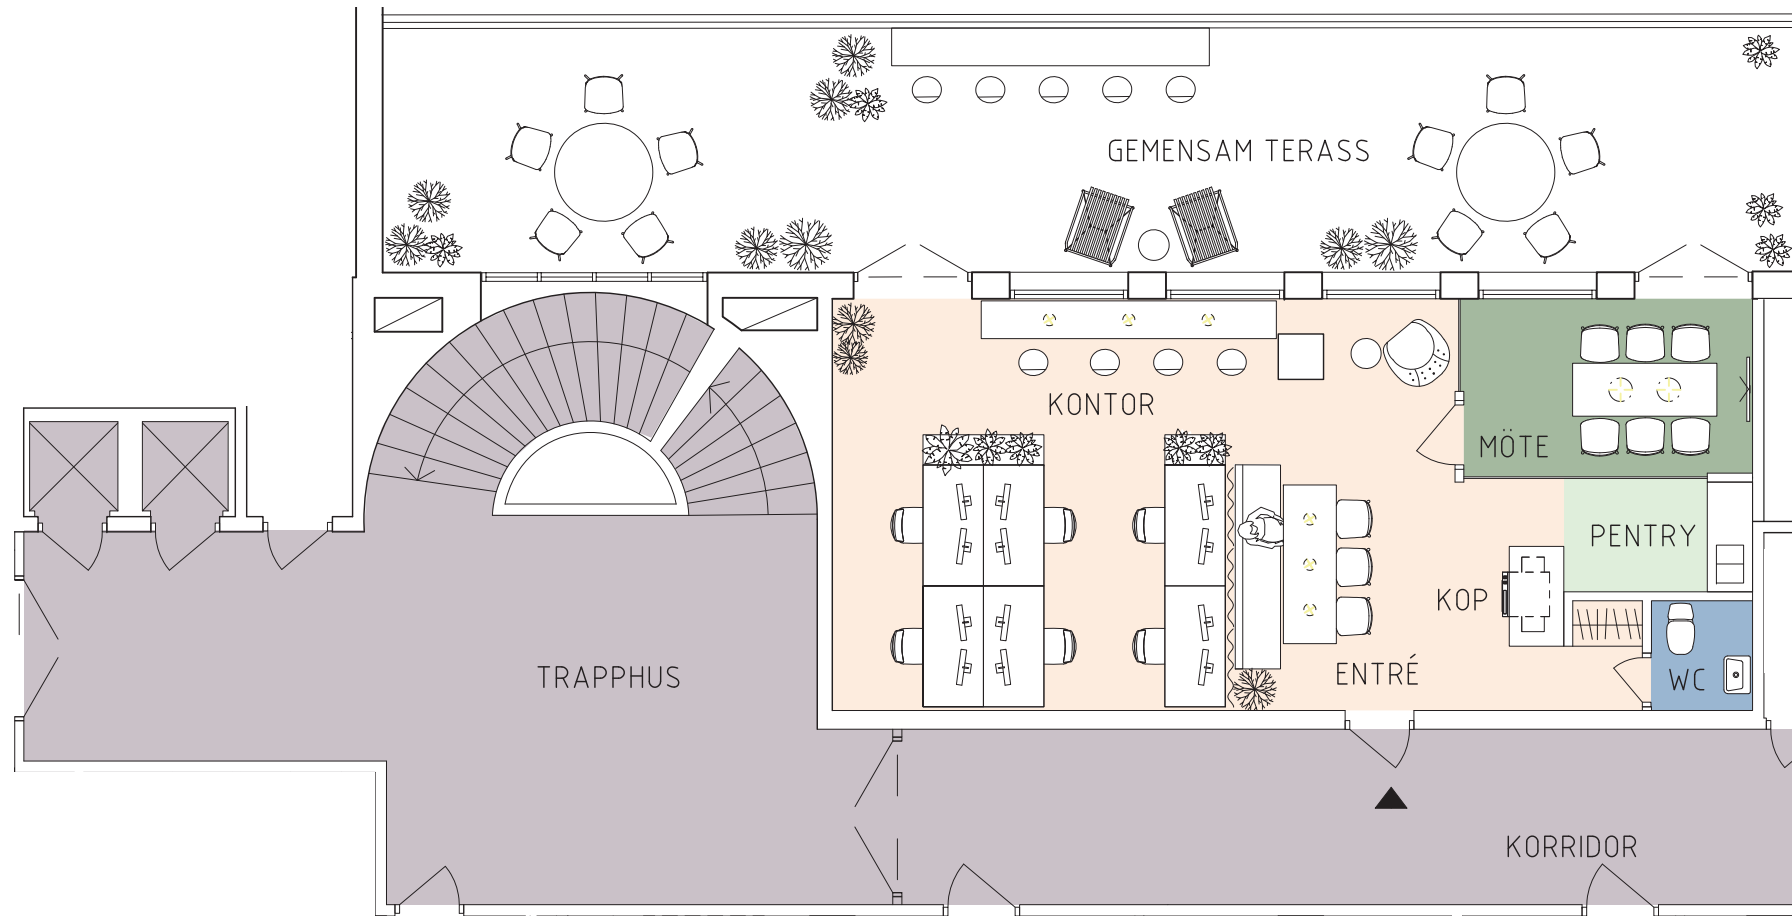 GEMENSAM TERASS
KONTOR
MÖTE
PENTRY
KOP
ENTRÉ
WC
TRAPPHUS
KORRIDOR